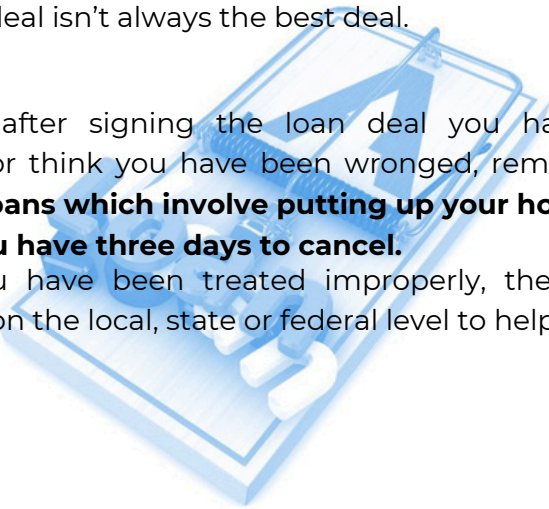 deal isn’t always the best deal.
after signing the loan deal you ha
or think you have been wronged, rem
oans which involve putting up your ho
u have three days to cancel.
u have been treated improperly, the
on the local, state or federal level to help